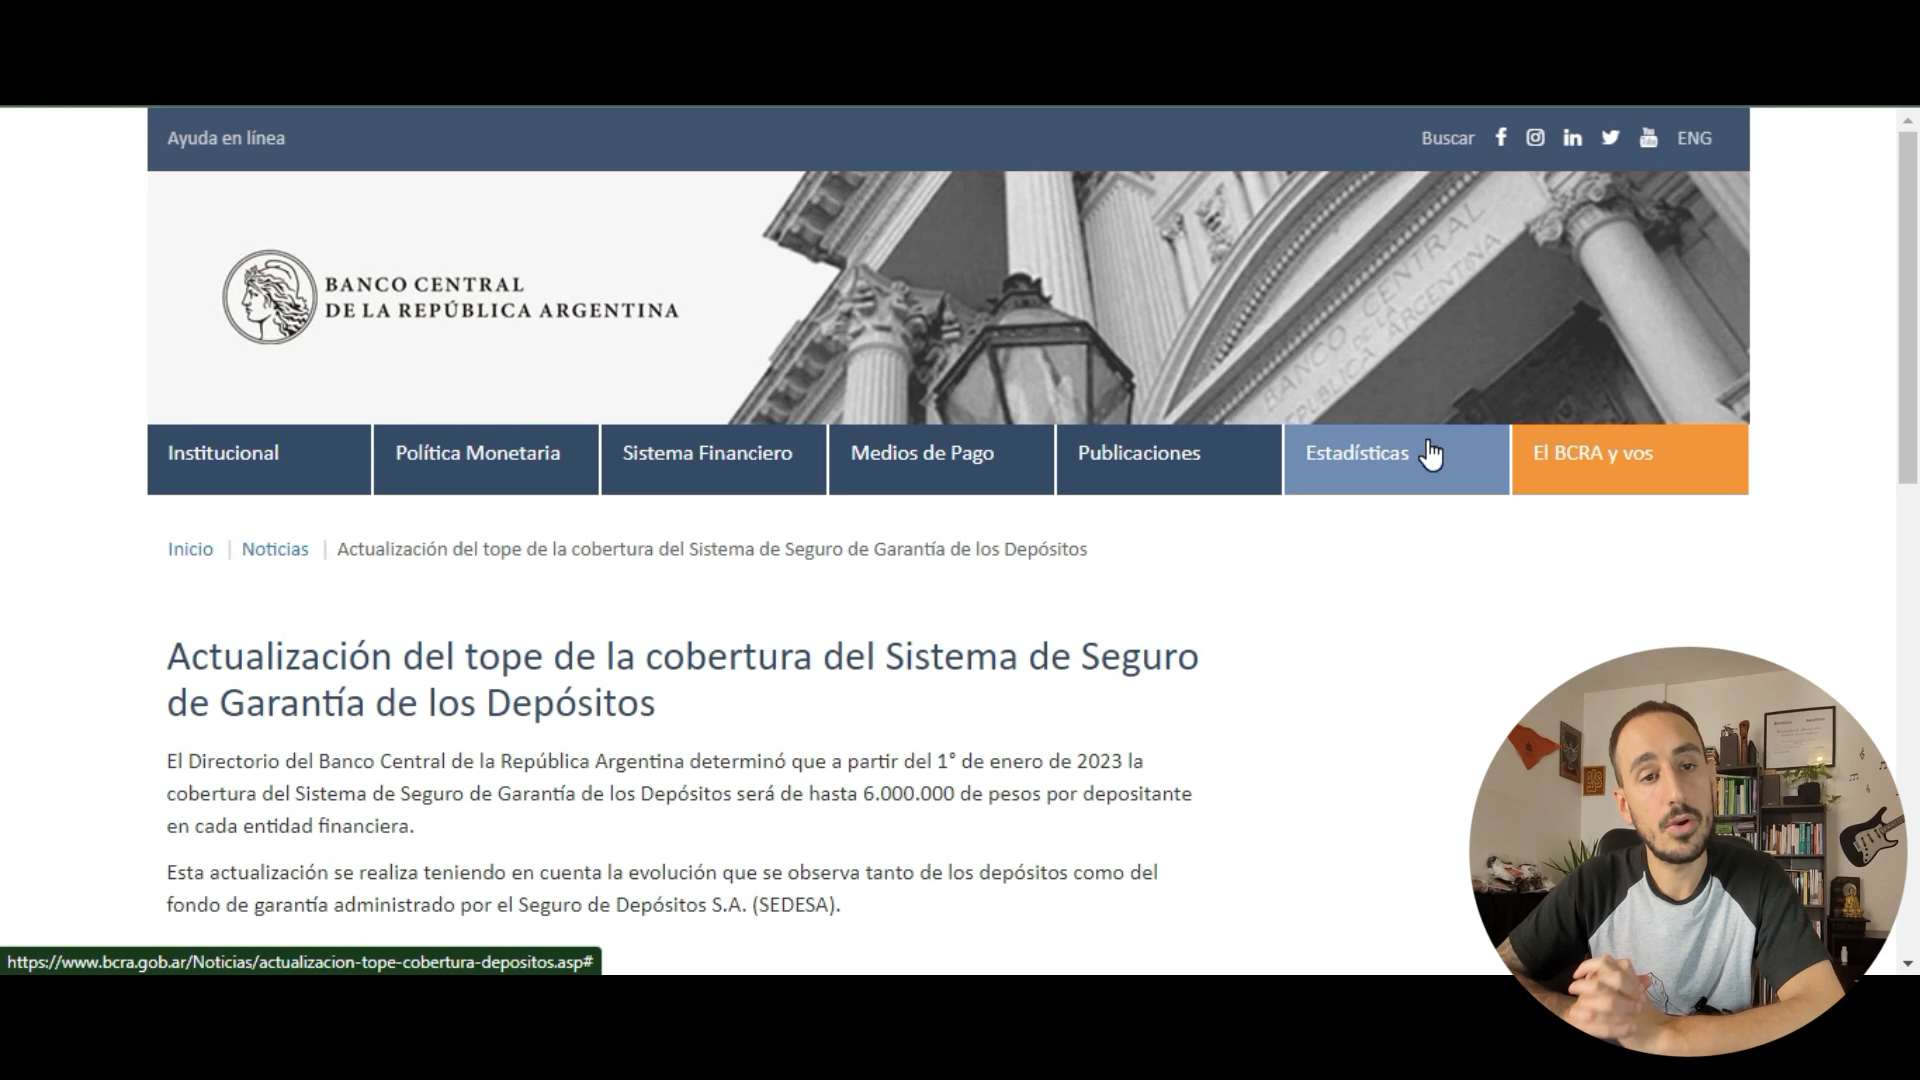 Ayuda en línea
Buscar
ENG
BANCO CENTRAL
DE LA REPÚBLICA ARGENTINA
BANCO CENTRAL
DE LA
REPUBLICA ARGENTINA
Institucional
Política Monetaria
Sistema Financiero
Medios de Pago
Publicaciones
Estadísticas
El BCRA y vos
Inicio | Noticias | Actualización del tope de la cobertura del Sistema de Seguro de Garantía de los Depósitos
Actualización del tope de la cobertura del Sistema de Seguro
de Garantía de los Depósitos
El Directorio del Banco Central de la República Argentina determinó que a partir del 1° de enero de 2023 la
cobertura del Sistema de Seguro de Garantía de los Depósitos será de hasta 6.000.000 de pesos por depositante
en cada entidad financiera.
Esta actualización se realiza teniendo en cuenta la evolución que se observa tanto de los depósitos como del
fondo de garantía administrado por el Seguro de Depósitos S.A. (SEDESA).
https://www.bcra.gob.ar/Noticias/actualizacion-tope-cobertura-depositos.asp#